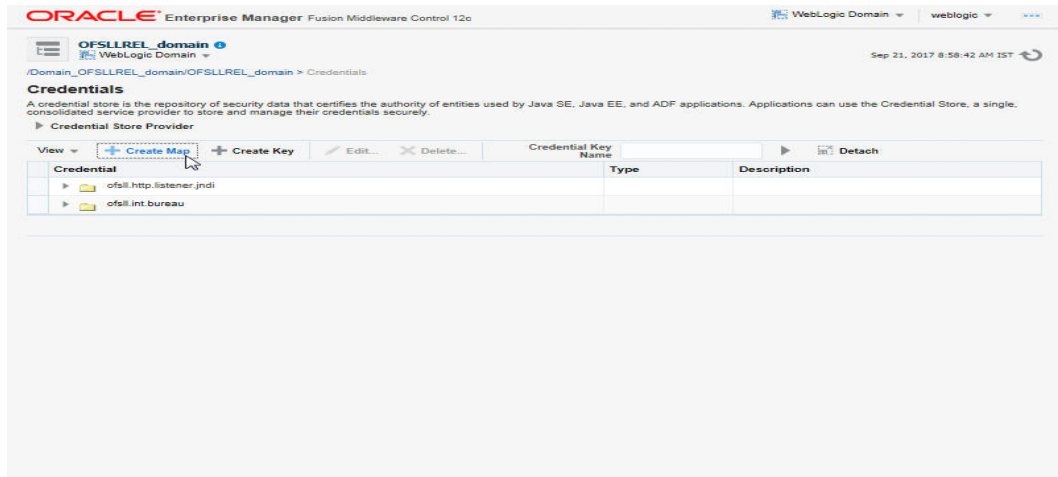 ORACLE Enterprise Manager Fusion Middleware Control 12c
WebLogic Domain weblogic
OFSLLREL_domain
WebLogic Domain
Sep 21, 2017 8:58:42 AM IST
/Domain_OFSLLREL_domain/OFSLLREL_domain > Credentials
Credentials
A credential store is the repository of security data that certifies the authority of entities used by Java SE, Java EE, and ADF applications. Applications can use the Credential Store, a single,
consolidated service provider to store and manage their credentials securely.
Credential Store Provider
View Create Map Create Key Edit... Delete... Credential Key Name Detach
Credential Type Description
ofsll.http.listener.jndi
ofsll.int.bureau